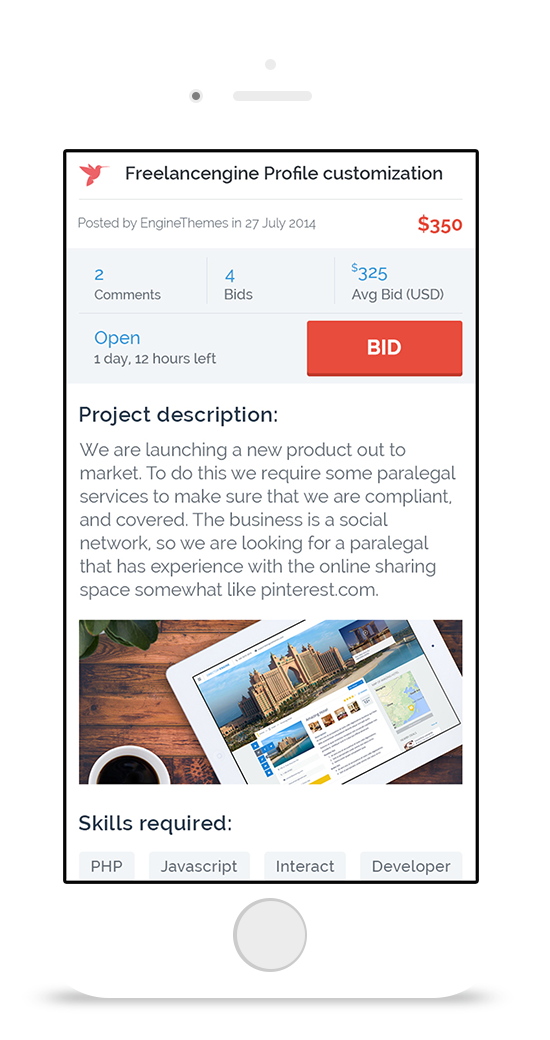 Freelancengine Profile customization
Posted by EngineThemes in 27 July 2014
$350
2
Comments
4
Bids
$325
Avg Bid (USD)
Open
1 day, 12 hours left
BID
Project description:
We are launching a new product out to
market. To do this we require some paralegal
services to make sure that we are compliant,
and covered. The business is a social
network, so we are looking for a paralegal
that has experience with the online sharing
space somewhat like pinterest.com.
Skills required:
PHP
Javascript
Interact
Developer